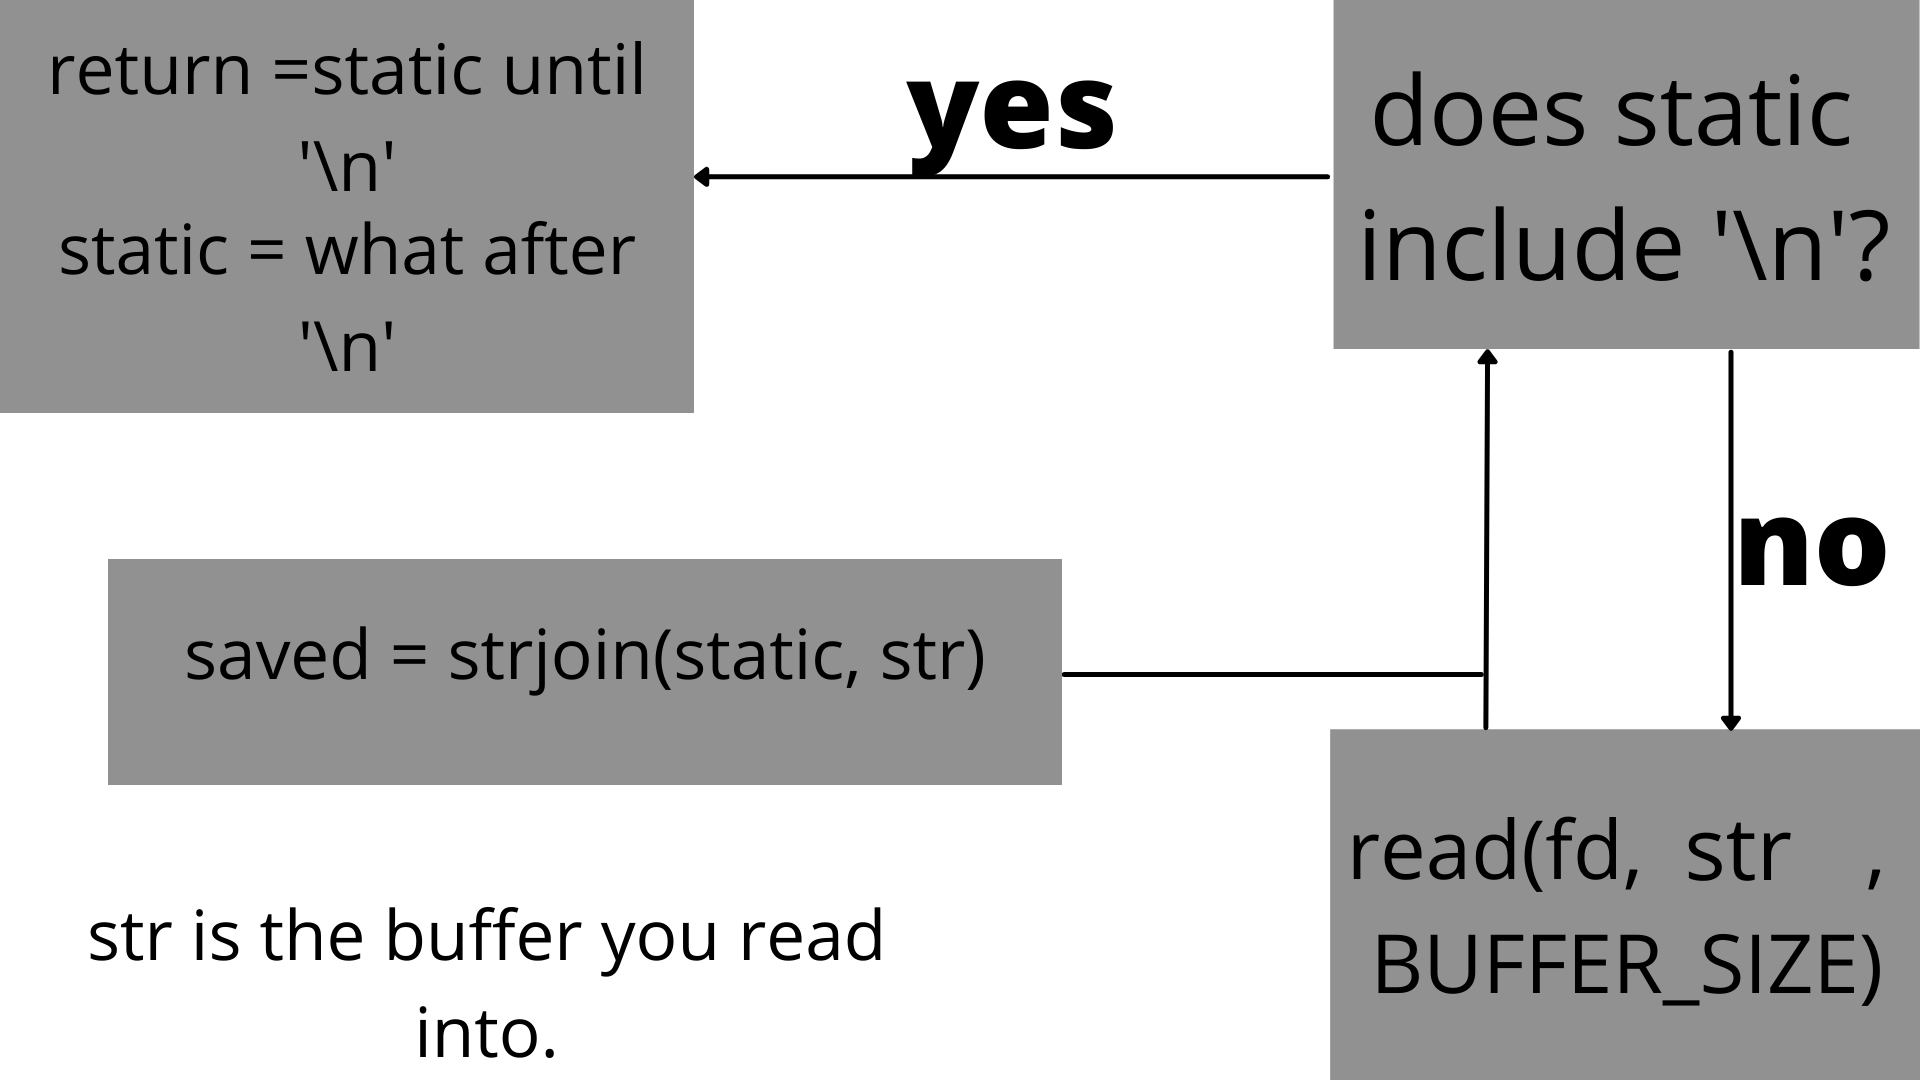 return =static until
'\n'
static = what after
'\n'
yes
does static
include '\n'?
no
saved = strjoin(static, str)
read(fd, str ,
BUFFER_SIZE)
str is the buffer you read
into.